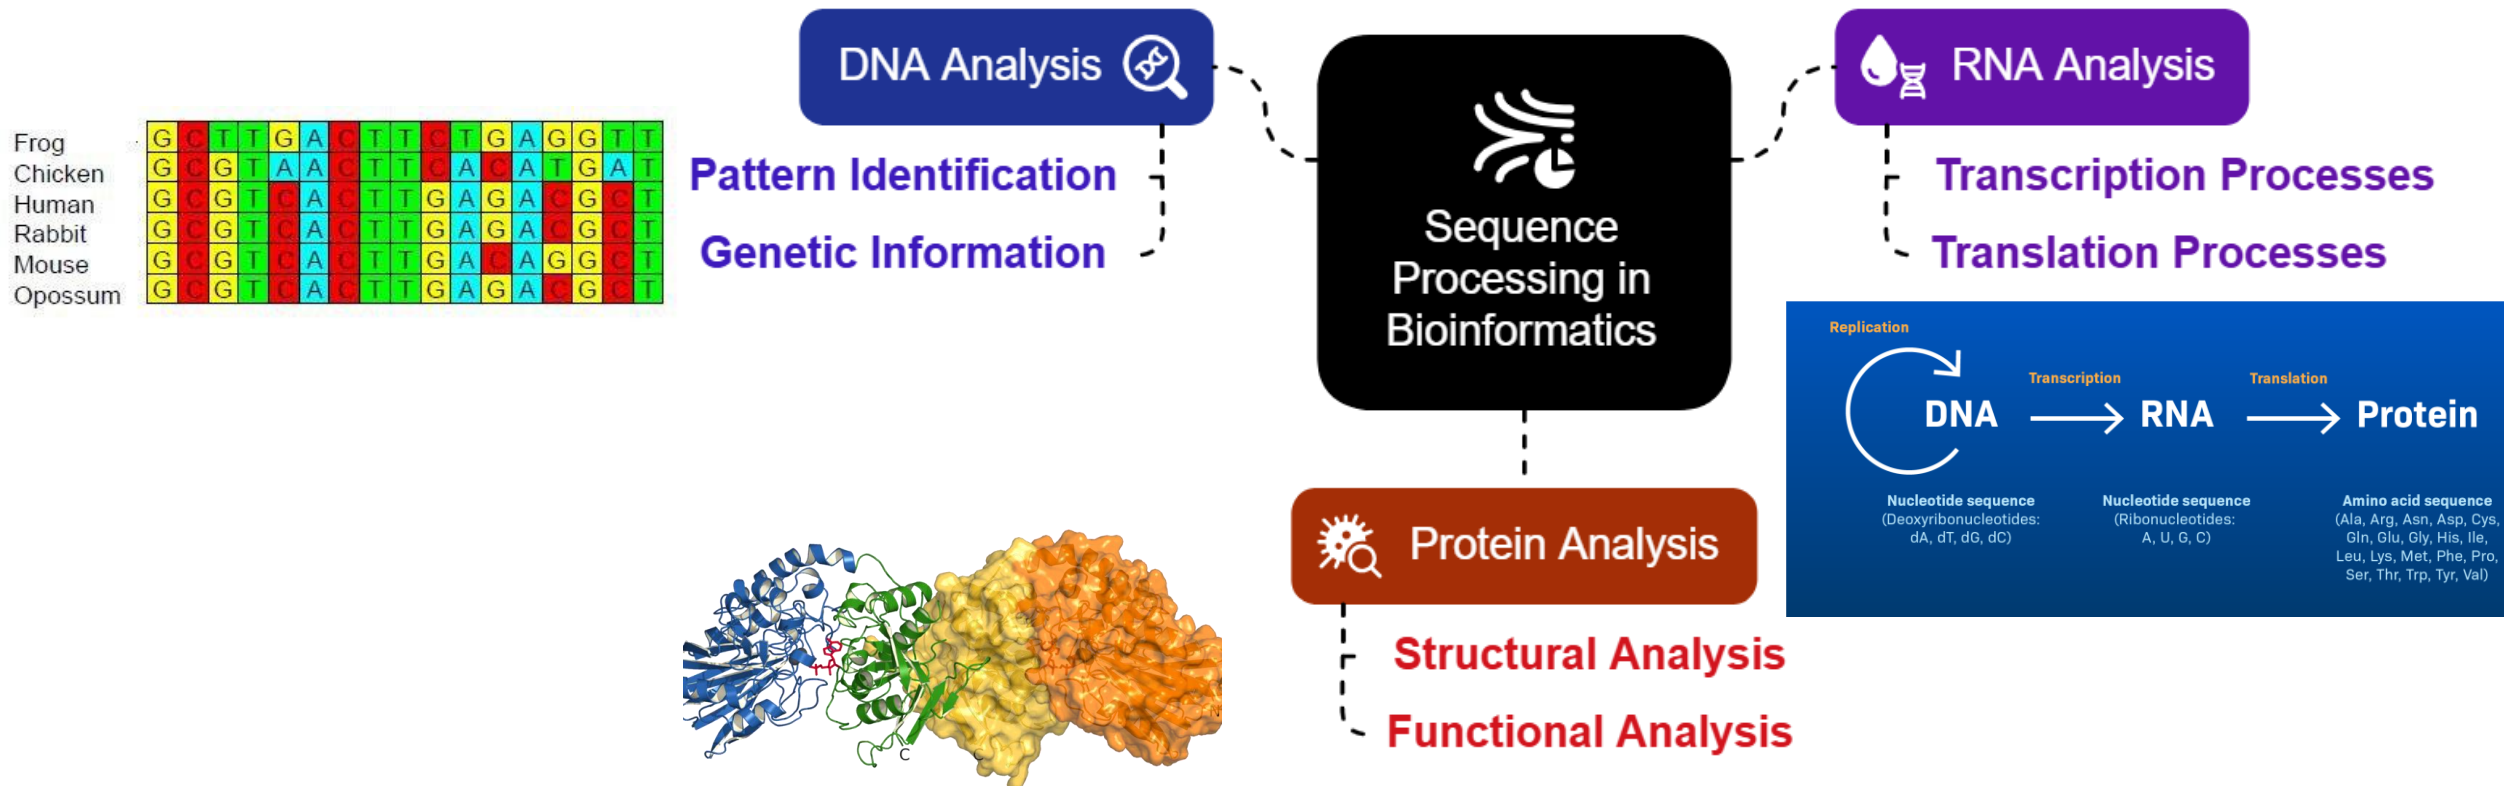 DNA Analysis
Pattern Identification
Genetic Information
Frog
G C T T G A C T T C T G A G G T T
Chicken
G C G T A A C T T C A C A T G A T
Human
G C G T C A C T T G A G A C G C T
Rabbit
G C G T C A C T T G A G A C G C T
Mouse
G C G T C A C T T G A C A G G C T
Opossum
G C G T C A C T T G A G A C G C T
Sequence
Processing in
Bioinformatics
RNA Analysis
Transcription Processes
Translation Processes
Replication
Transcription
Translation
DNA
RNA
Protein
Nucleotide sequence
(Deoxyribonucleotides:
dA, dT, dG, dC)
Nucleotide sequence
(Ribonucleotides:
A, U, G, C)
Amino acid sequence
(Ala, Arg, Asn, Asp, Cys,
Gln, Glu, Gly, His, Ile,
Leu, Lys, Met, Phe, Pro,
Ser, Thr, Trp, Tyr, Val)
Protein Analysis
Structural Analysis
Functional Analysis
C
C